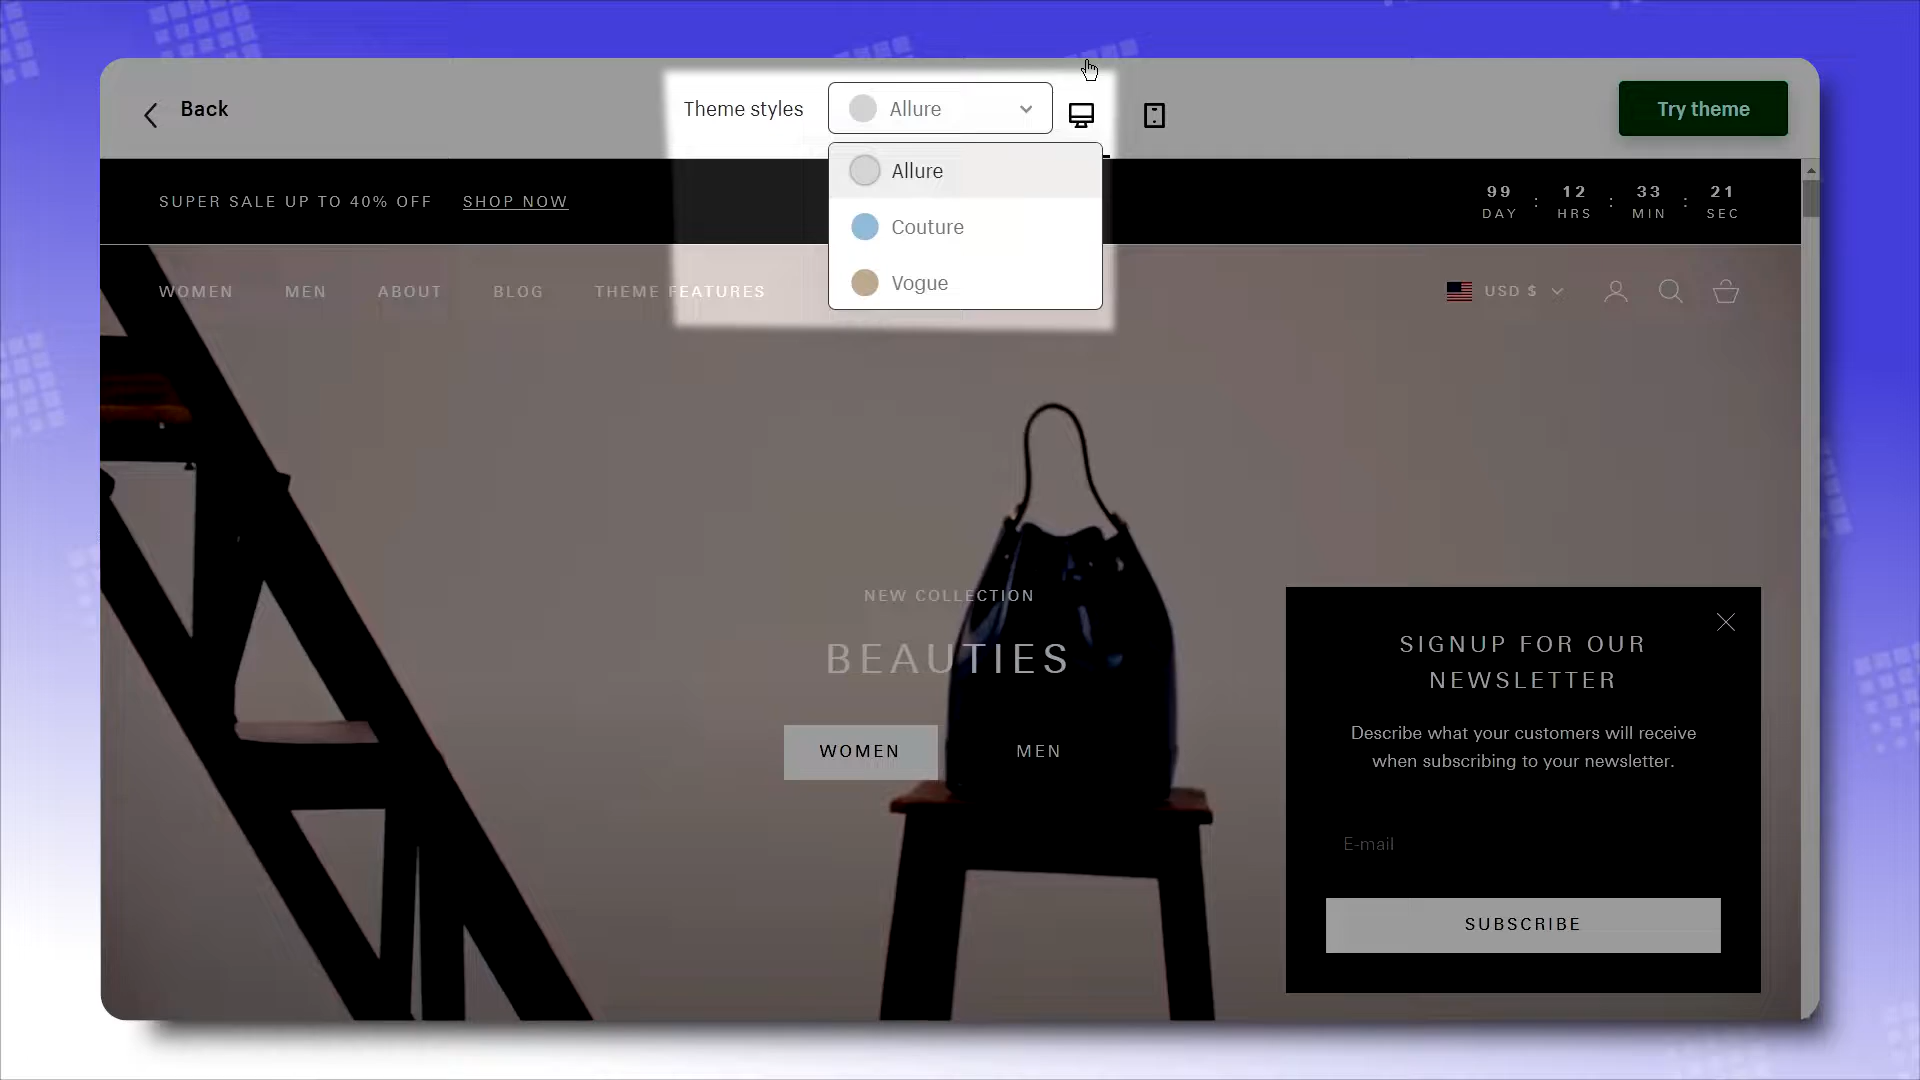 Back
Theme styles
Allure
Try theme
Allure
Couture
Vogue
SUPER SALE UP TO 40% OFF SHOP NOW
99 : 12 : 33 : 21
DAY HRS MIN SEC
WOMEN MEN ABOUT BLOG THEME FEATURES
USD $
NEW COLLECTION
BEAUTIES
WOMEN
MEN
SIGNUP FOR OUR
NEWSLETTER
Describe what your customers will receive
when subscribing to your newsletter.
E-mail
SUBSCRIBE